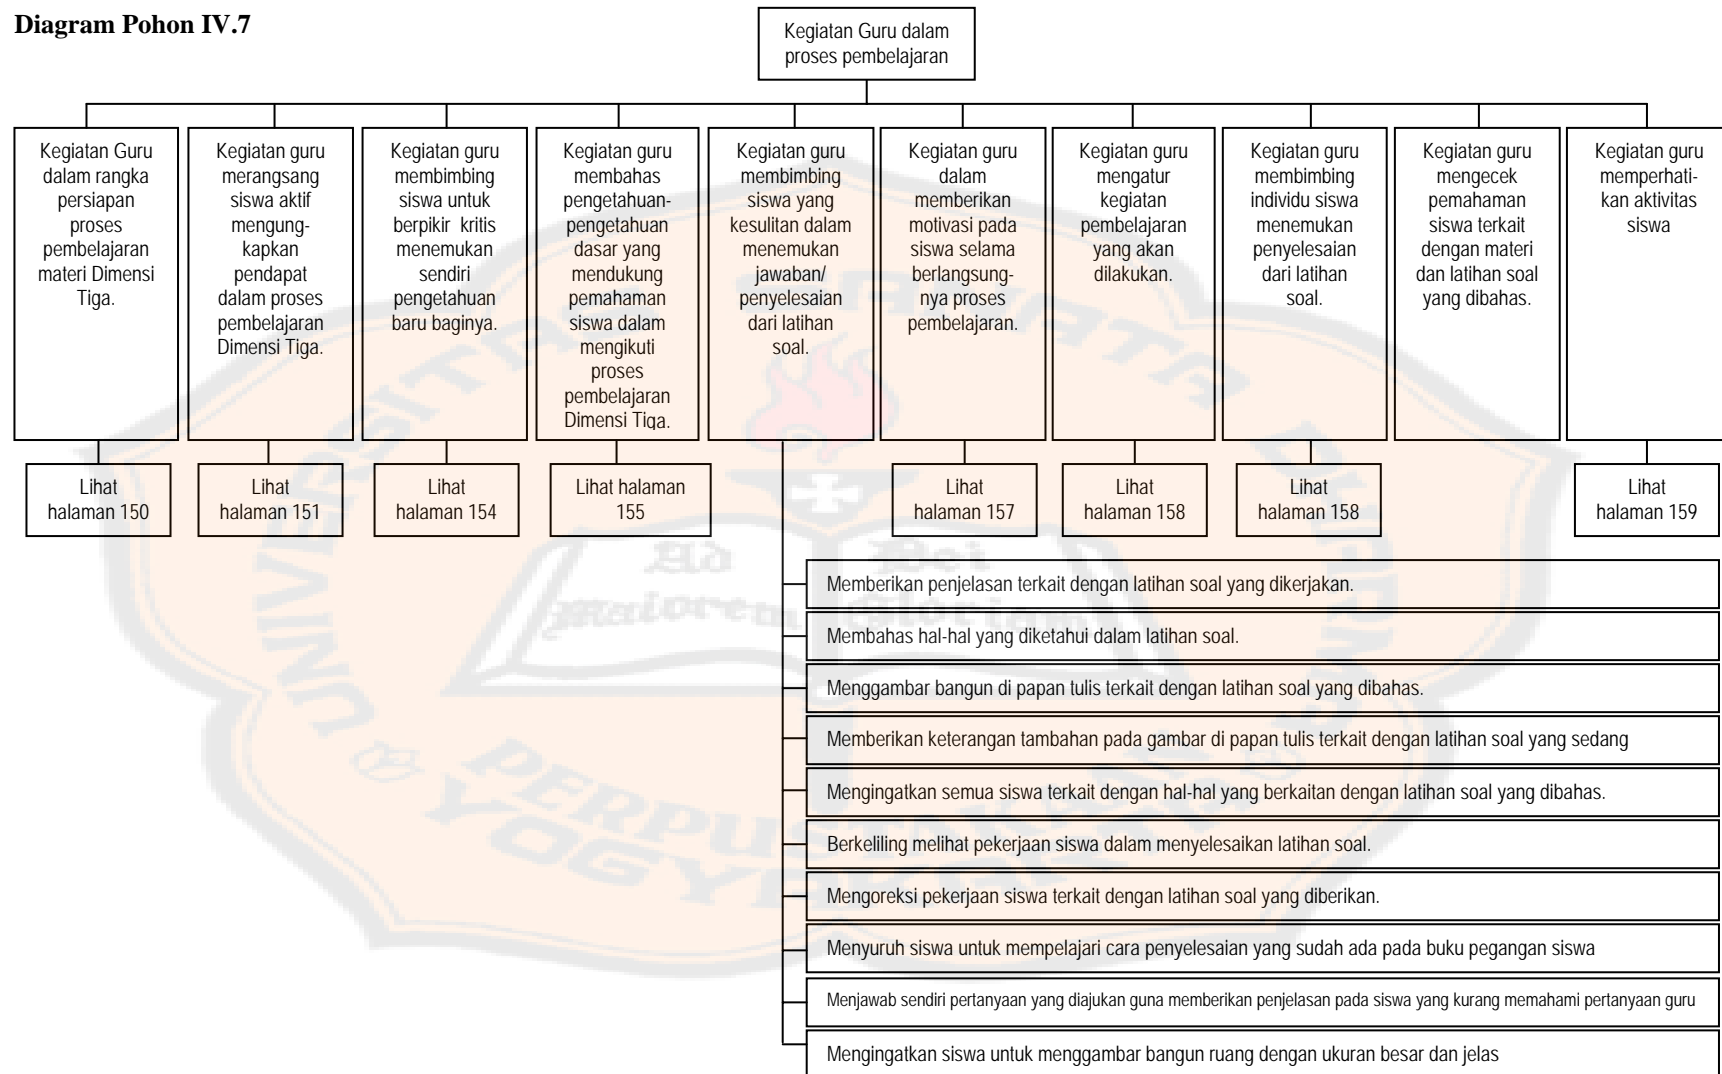 Diagram Pohon IV.7
Kegiatan Guru dalam
proses pembelajaran
Kegiatan Guru
dalam rangka
persiapan
proses
pembelajaran
materi Dimensi
Tiga.
Kegiatan guru
merangsang
siswa aktif
mengung-
kapkan
pendapat
dalam proses
pembelajaran
Dimensi Tiga.
Kegiatan guru
membimbing
siswa untuk
berpikir kritis
menemukan
sendiri
pengetahuan
baru baginya.
Kegiatan guru
membahas
pengetahuan-
pengetahuan
dasar yang
mendukung
pemahaman
siswa dalam
mengikuti
proses
pembelajaran
Dimensi Tiga.
Kegiatan guru
membimbing
siswa yang
kesulitan dalam
menemukan
jawaban/
penyelesaian
dari latihan
soal.
Kegiatan guru
dalam
memberikan
motivasi pada
siswa selama
berlangsung-
nya proses
pembelajaran.
Kegiatan guru
mengatur
kegiatan
pembelajaran
yang akan
dilakukan.
Kegiatan guru
membimbing
individu siswa
menemukan
penyelesaian
dari latihan
soal.
Kegiatan guru
mengecek
pemahaman
siswa terkait
dengan materi
dan latihan soal
yang dibahas.
Kegiatan guru
memperhati-
kan aktivitas
siswa
Lihat
halaman 150
Lihat
halaman 151
Lihat
halaman 154
Lihat halaman
155
Lihat
halaman 157
Lihat
halaman 158
Lihat
halaman 158
Lihat
halaman 159
Memberikan penjelasan terkait dengan latihan soal yang dikerjakan.
Membahas hal-hal yang diketahui dalam latihan soal.
Menggambar bangun di papan tulis terkait dengan latihan soal yang dibahas.
Memberikan keterangan tambahan pada gambar di papan tulis terkait dengan latihan soal yang sedang
Mengingatkan semua siswa terkait dengan hal-hal yang berkaitan dengan latihan soal yang dibahas.
Berkeliling melihat pekerjaan siswa dalam menyelesaikan latihan soal.
Mengoreksi pekerjaan siswa terkait dengan latihan soal yang diberikan.
Menyuruh siswa untuk mempelajari cara penyelesaian yang sudah ada pada buku pegangan siswa
Menjawab sendiri pertanyaan yang diajukan guna memberikan penjelasan pada siswa yang kurang memahami pertanyaan guru
Mengingatkan siswa untuk menggambar bangun ruang dengan ukuran besar dan jelas
UNIVERSITAS SANATA DHARMA
Ad Dei
maiorem Gloriam
PERPUSTAKAAN
YOGYAKARTA